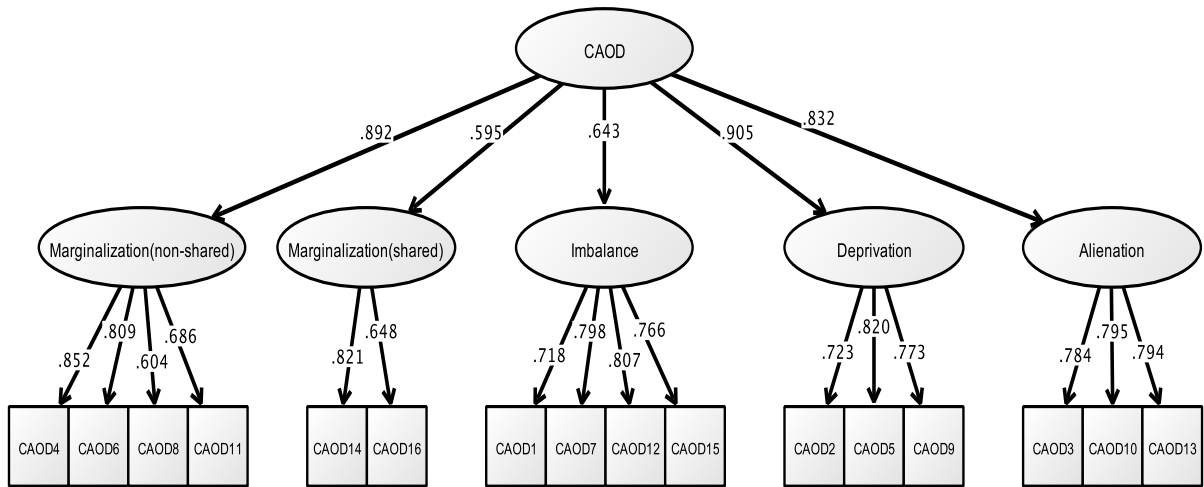 CAOD
.892
.595
.643
.905
.832
Marginalization(non-shared)
Marginalization(shared)
Imbalance
Deprivation
Alienation
.852
.809
.604
.686
.821
.648
.718
.798
.807
.766
.723
.820
.773
.784
.795
.794
CAOD4
CAOD6
CAOD8
CAOD11
CAOD14
CAOD16
CAOD1
CAOD7
CAOD12
CAOD15
CAOD2
CAOD5
CAOD9
CAOD3
CAOD10
CAOD13